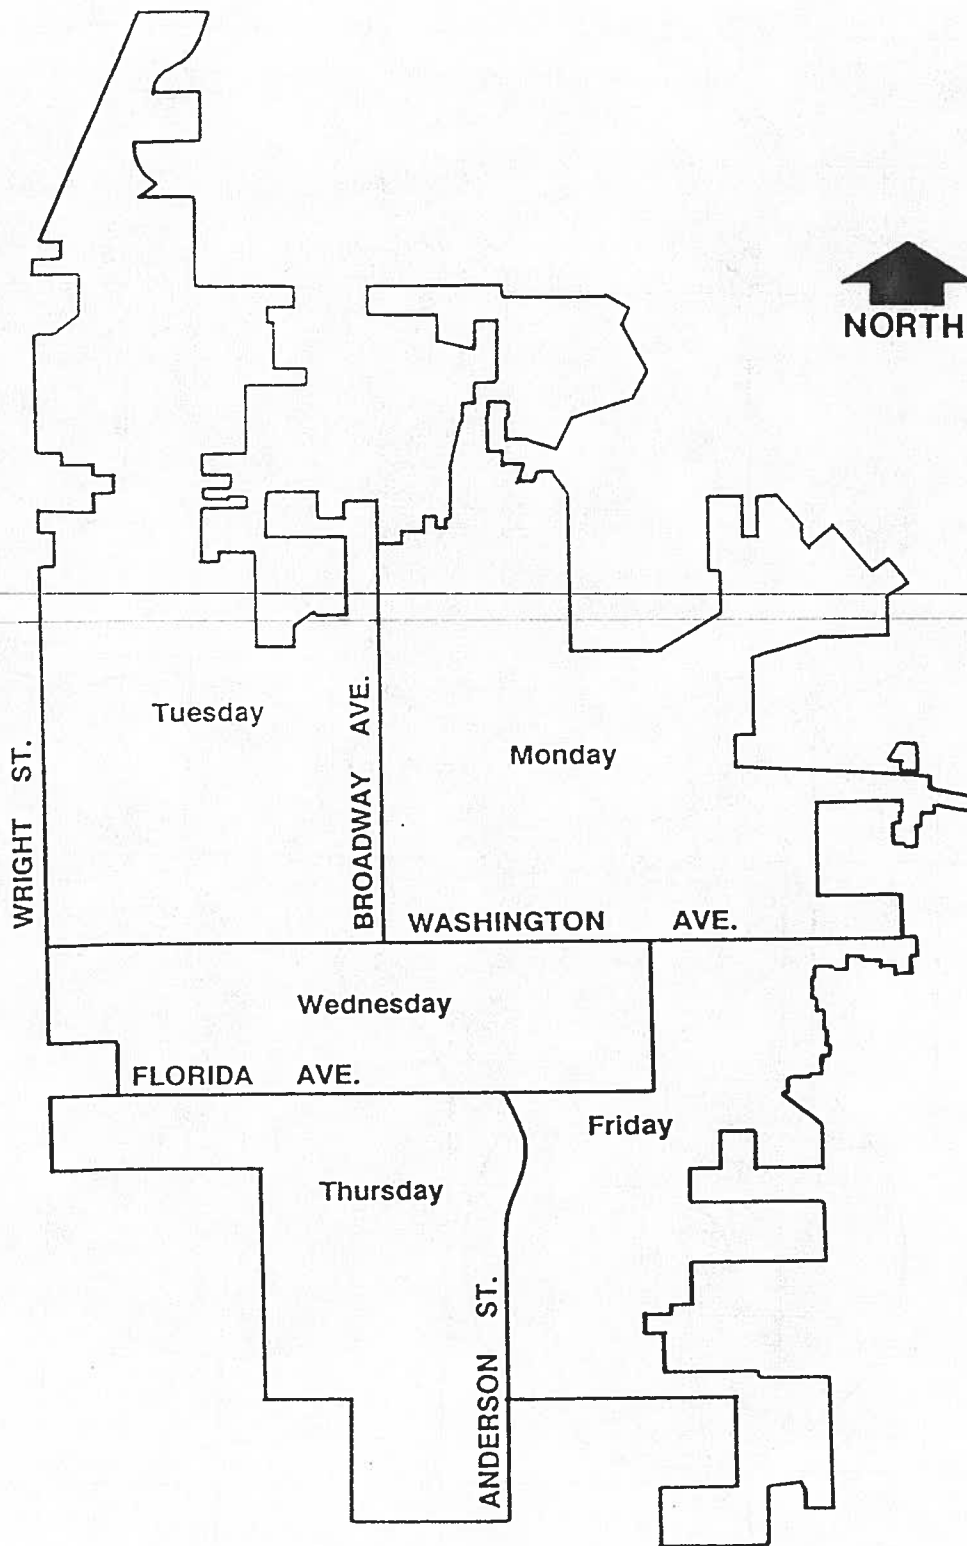 NORTH
Tuesday
Monday
WRIGHT ST.
BROADWAY AVE.
WASHINGTON AVE.
Wednesday
FLORIDA AVE.
Friday
Thursday
ANDERSON ST.